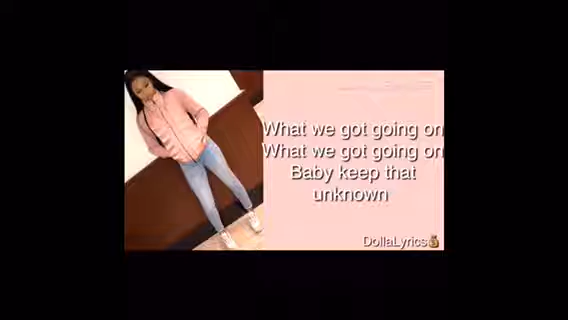 What we got going on
What we got going on
Baby keep that
unknown
DollaLyrics💰